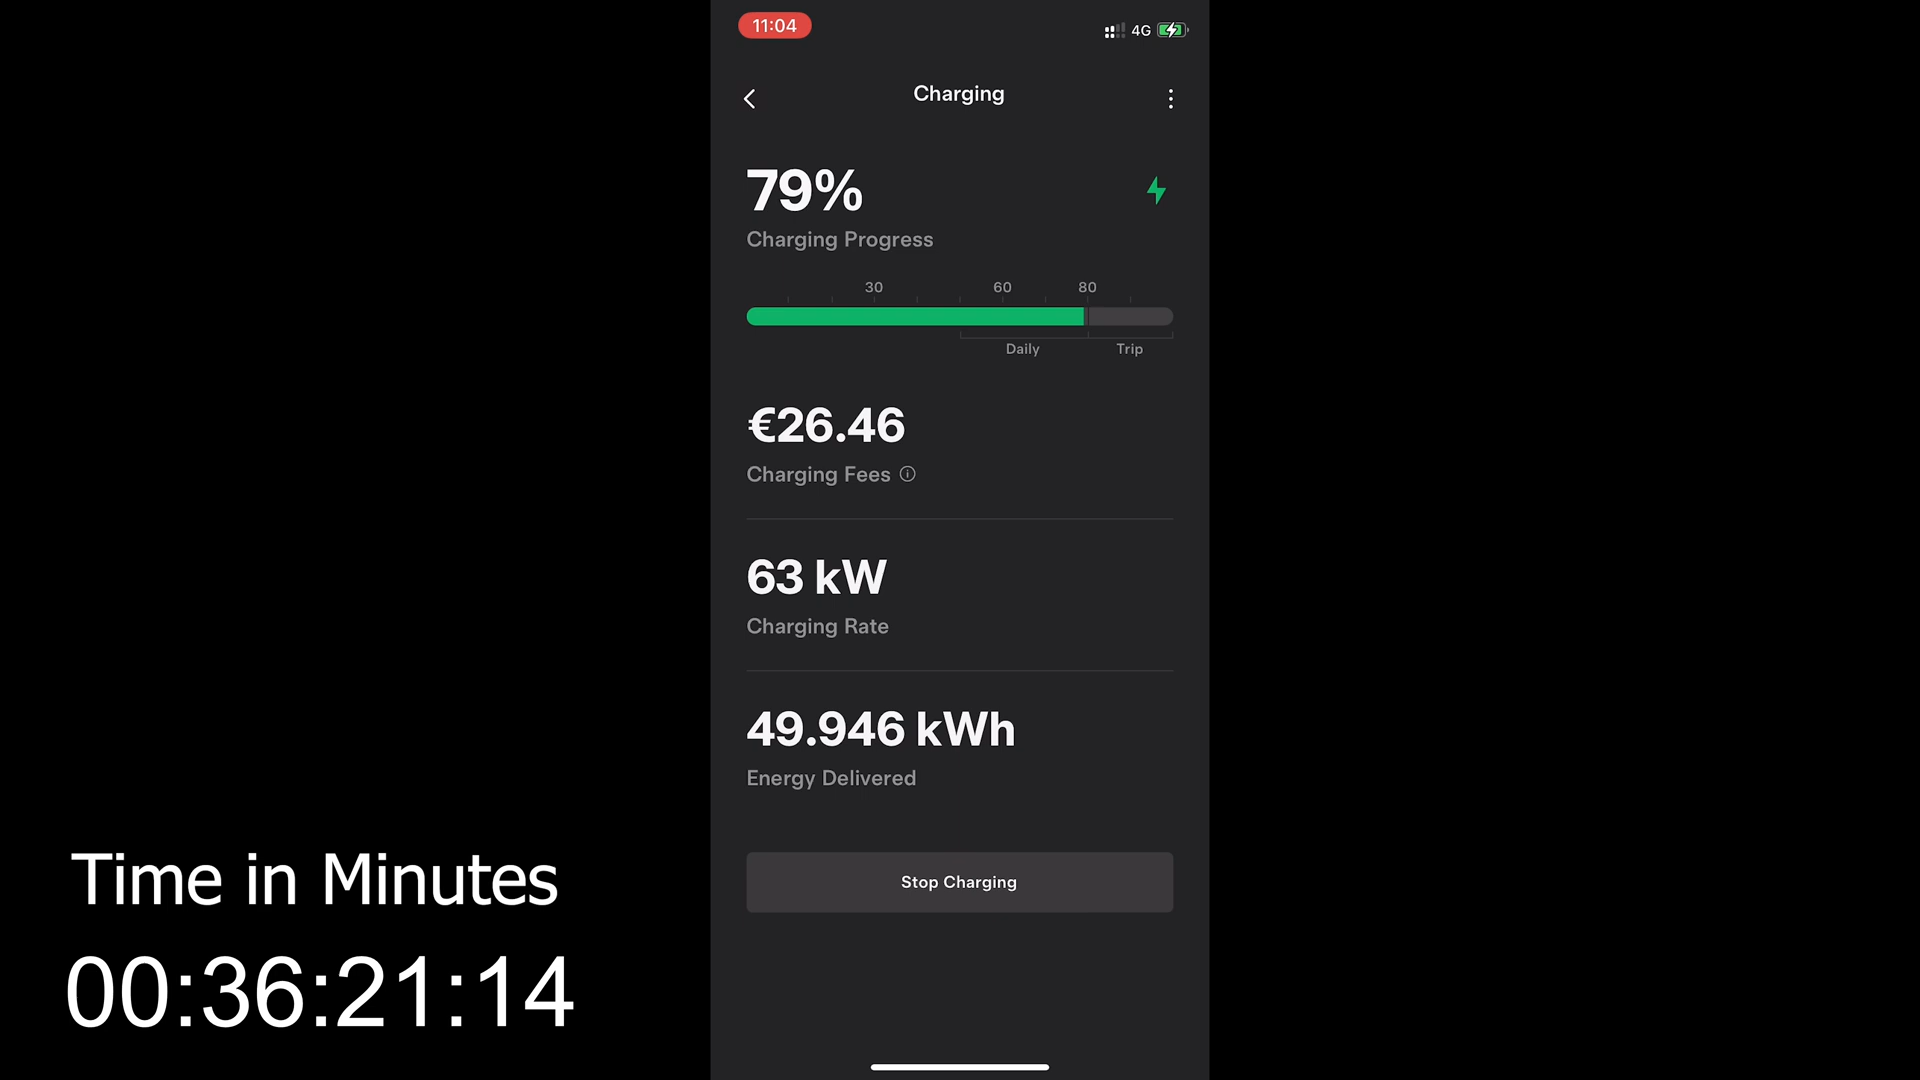 11:04
4G
Charging
79%
Charging Progress
30 60 80
Daily Trip
€26.46
Charging Fees
63 kW
Charging Rate
49.946 kWh
Energy Delivered
Stop Charging
Time in Minutes
00:36:21:14